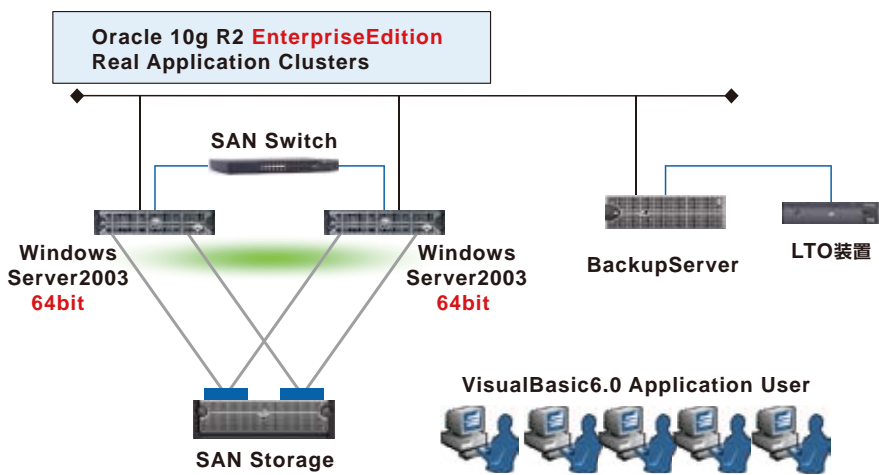 Oracle 10g R2 EnterpriseEdition
Real Application Clusters
SAN Switch
Windows
Server2003
64bit
Windows
Server2003
64bit
BackupServer
LTO装置
SAN Storage
VisualBasic6.0 Application User